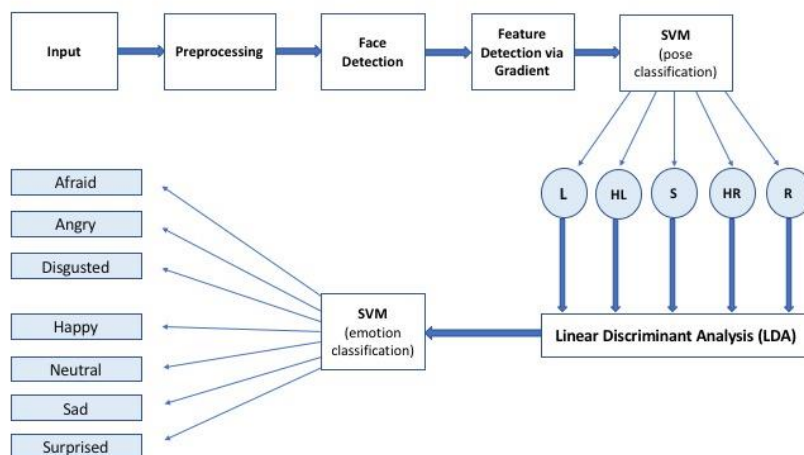 Input
Preprocessing
Face
Detection
Feature
Detection via
Gradient
SVM
(pose
classification)
L
HL
S
HR
R
Linear Discriminant Analysis (LDA)
SVM
(emotion
classification)
Afraid
Angry
Disgusted
Happy
Neutral
Sad
Surprised